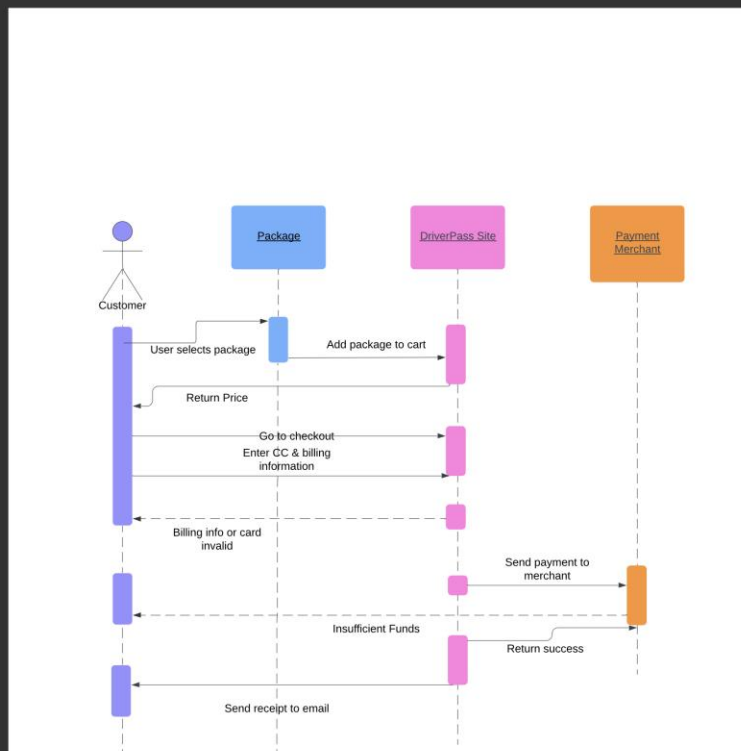 Package
DriverPass Site
Payment
Merchant
Customer
User selects package
Add package to cart
Return Price
Go to checkout
Enter CC & billing
information
Billing info or card
invalid
Send payment to
merchant
Insufficient Funds
Return success
Send receipt to email